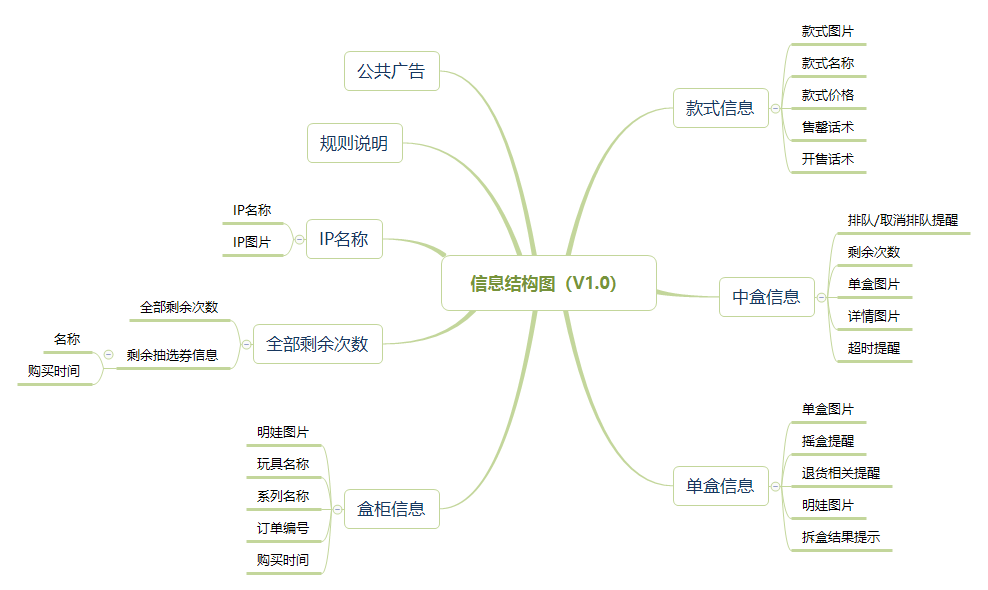 信息结构图（V1.0）
公共广告
规则说明
IP名称
IP名称
IP图片
全部剩余次数
全部剩余次数
剩余抽选券信息
名称
购买时间
盒柜信息
明娃图片
玩具名称
系列名称
订单编号
购买时间
款式信息
款式图片
款式名称
款式价格
售罄话术
开售话术
中盒信息
排队/取消排队提醒
剩余次数
单盒图片
详情图片
超时提醒
单盒信息
单盒图片
摇盒提醒
退货相关提醒
明娃图片
拆盒结果提示